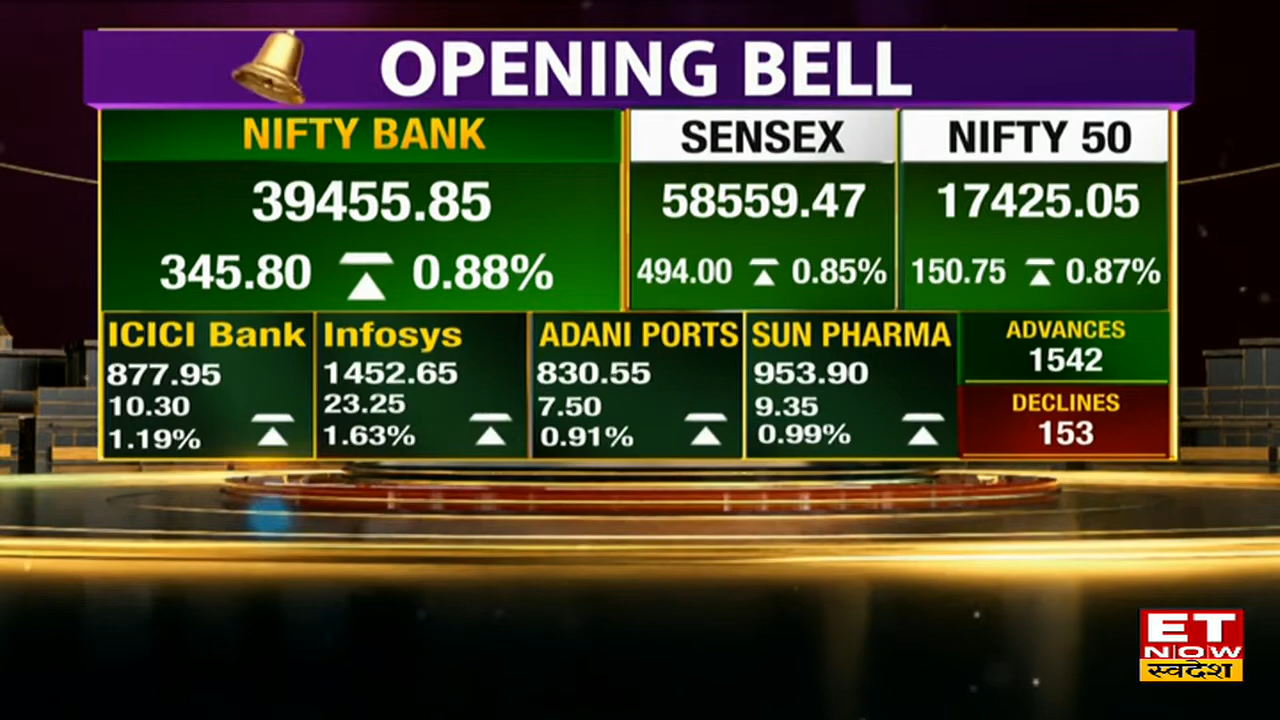 OPENING BELL
NIFTY BANK
39455.85
345.80 0.88%
SENSEX
58559.47
494.00 0.85%
NIFTY 50
17425.05
150.75 0.87%
ICICI Bank
877.95
10.30
1.19%
Infosys
1452.65
23.25
1.63%
ADANI PORTS
830.55
7.50
0.91%
SUN PHARMA
953.90
9.35
0.99%
ADVANCES
1542
DECLINES
153
ET
NOW
स्वदेश